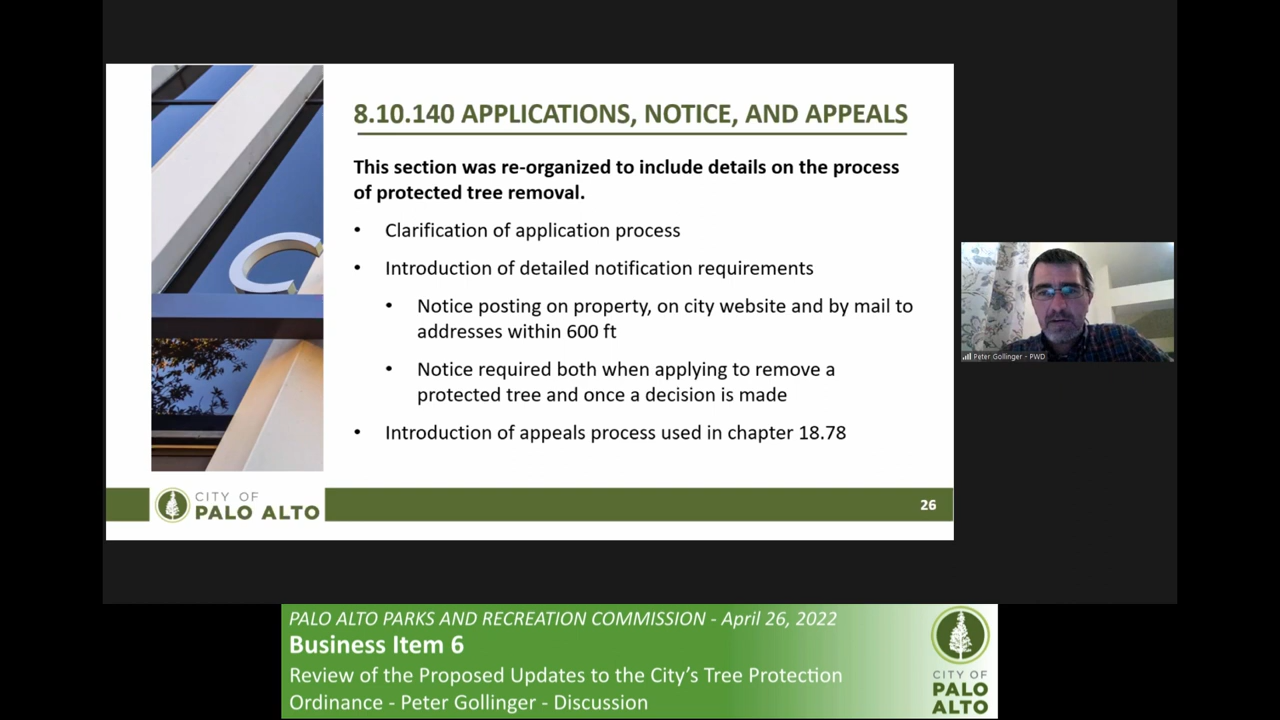 8.10.140 APPLICATIONS, NOTICE, AND APPEALS
This section was re-organized to include details on the process
of protected tree removal.
• Clarification of application process
• Introduction of detailed notification requirements
• Notice posting on property, on city website and by mail to
addresses within 600 ft
• Notice required both when applying to remove a
protected tree and once a decision is made
• Introduction of appeals process used in chapter 18.78
C
CITY OF
PALO ALTO
26
Peter Gollinger - PWD
PALO ALTO PARKS AND RECREATION COMMISSION - April 26, 2022
Business Item 6
Review of the Proposed Updates to the City's Tree Protection
Ordinance - Peter Gollinger - Discussion
CITY OF
PALO
ALTO